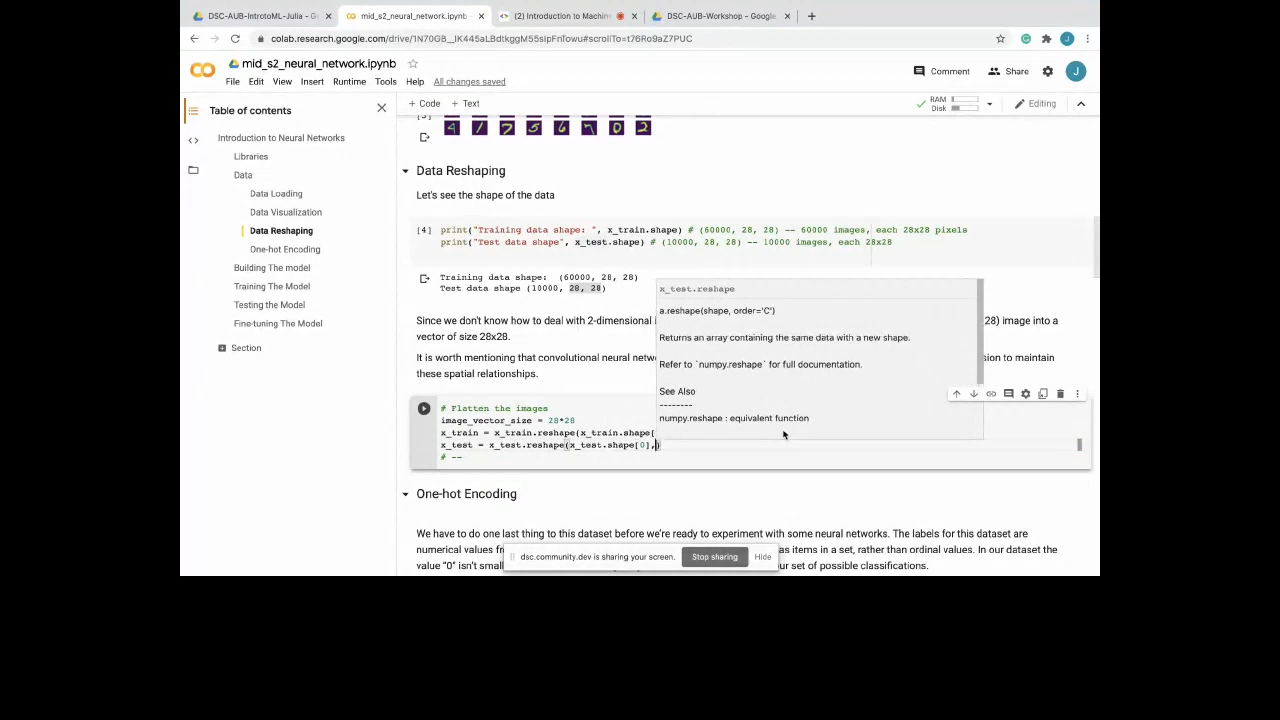 DSC-AUB-IntrotoML-Julia - Go
mid_s2_neural_network.ipynb -
(2) Introduction to Machin
DSC-AUB-Workshop - Google
colab.research.google.com/drive/
mid_s2_neural_network.ipynb
File Edit View Insert Runtime Tools Help All changes saved
Comment Share J
Table of contents
+ Code + Text
RAM
Disk
Editing
Introduction to Neural Networks
Libraries
Data
Data Loading
Data Visualization
Data Reshaping
One-hot Encoding
Building The model
Training The Model
Testing the Model
Fine-tuning The Model
Section
4 1 7 5 6 7 0 2
Data Reshaping
Let's see the shape of the data
[4] print("Training data shape: ", x_train.shape) # (60000, 28, 28) -- 60000 images, each 28x28 pixels
print("Test data shape", x_test.shape) # (10000, 28, 28) -- 10000 images, each 28x28
Training data shape: (60000, 28, 28)
Test data shape (10000, 28, 28)
Since we don't know how to deal with 2-dimensional 28) image into a
vector of size 28x28.
It is worth mentioning that convolutional neural netw sion to maintain
these spatial relationships.
x_test.reshape
a.reshape(shape, order='C')
Returns an array containing the same data with a new shape.
Refer to `numpy.reshape` for full documentation.
See Also
--------
numpy.reshape : equivalent function
# Flatten the images
image_vector_size = 28*28
x_train = x_train.reshape(x_train.shape[
x_test = x_test.reshape(x_test.shape[0],)
# --
One-hot Encoding
We have to do one last thing to this dataset before we're ready to experiment with some neural networks. The labels for this dataset are
numerical values fr as items in a set, rather than ordinal values. In our dataset the
value "0" isn't small ur set of possible classifications.
dsc.community.dev is sharing your screen. Stop sharing Hide